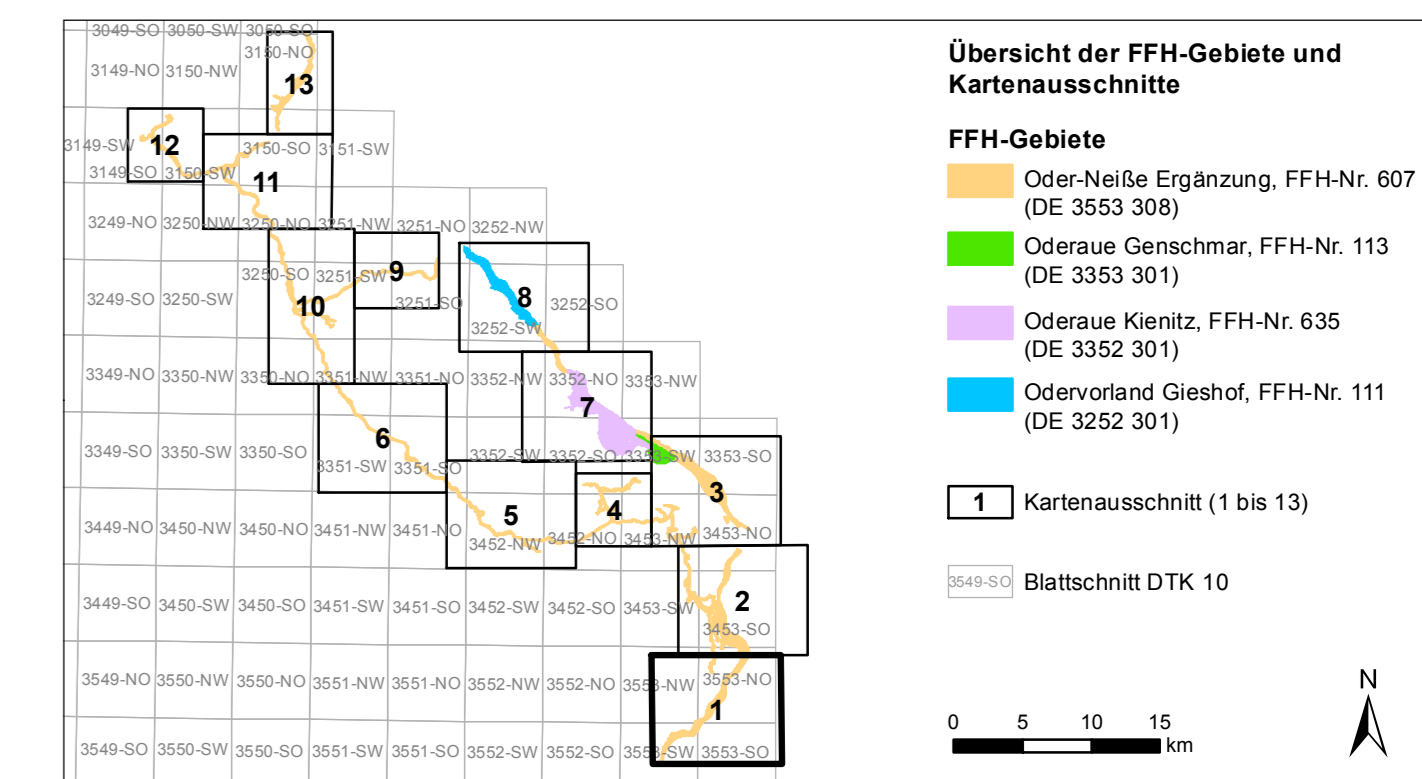 3049-SO 3050-SW 3050-SO
3150-NO
3149-NO 3150-NW
13
12
3149-SW 3150-SO 3151-SW
3149-SO 3150-SW
11
3249-NO 3250-NW 3250-NO 3251-NW 3251-NO 3252-NW
3250-SO 3251-SW 9
3249-SO 3250-SW 10 3251-SO 8 3252-SO
3252-SW
3349-NO 3350-NW 3350-NO 3351-NW 3351-NO 3352-NW 3352-NO 3353-NW
7
6
3349-SO 3350-SW 3350-SO 3351-SW 3351-SO 3352-SW 3352-SO 3353-SW 3353-SO
3
5 4
3449-NO 3450-NW 3450-NO 3451-NW 3451-NO 3452-NW 3452-NO 3453-NW 3453-NO
2
3449-SO 3450-SW 3450-SO 3451-SW 3451-SO 3452-SW 3452-SO 3453-SW
3453-SO
3549-NO 3550-NW 3550-NO 3551-NW 3551-NO 3552-NW 3552-NO 3553-NW 3553-NO
1
3549-SO 3550-SW 3550-SO 3551-SW 3551-SO 3552-SW 3552-SO 3553-SW 3553-SO
Übersicht der FFH-Gebiete und
Kartenausschnitte
FFH-Gebiete
Oder-Neiße Ergänzung, FFH-Nr. 607
(DE 3553 308)
Oderaue Genschmar, FFH-Nr. 113
(DE 3353 301)
Oderaue Kienitz, FFH-Nr. 635
(DE 3352 301)
Odervorland Gieshof, FFH-Nr. 111
(DE 3252 301)
1 Kartenausschnitt (1 bis 13)
3549-SO Blattschnitt DTK 10
N
0 5 10 15
km